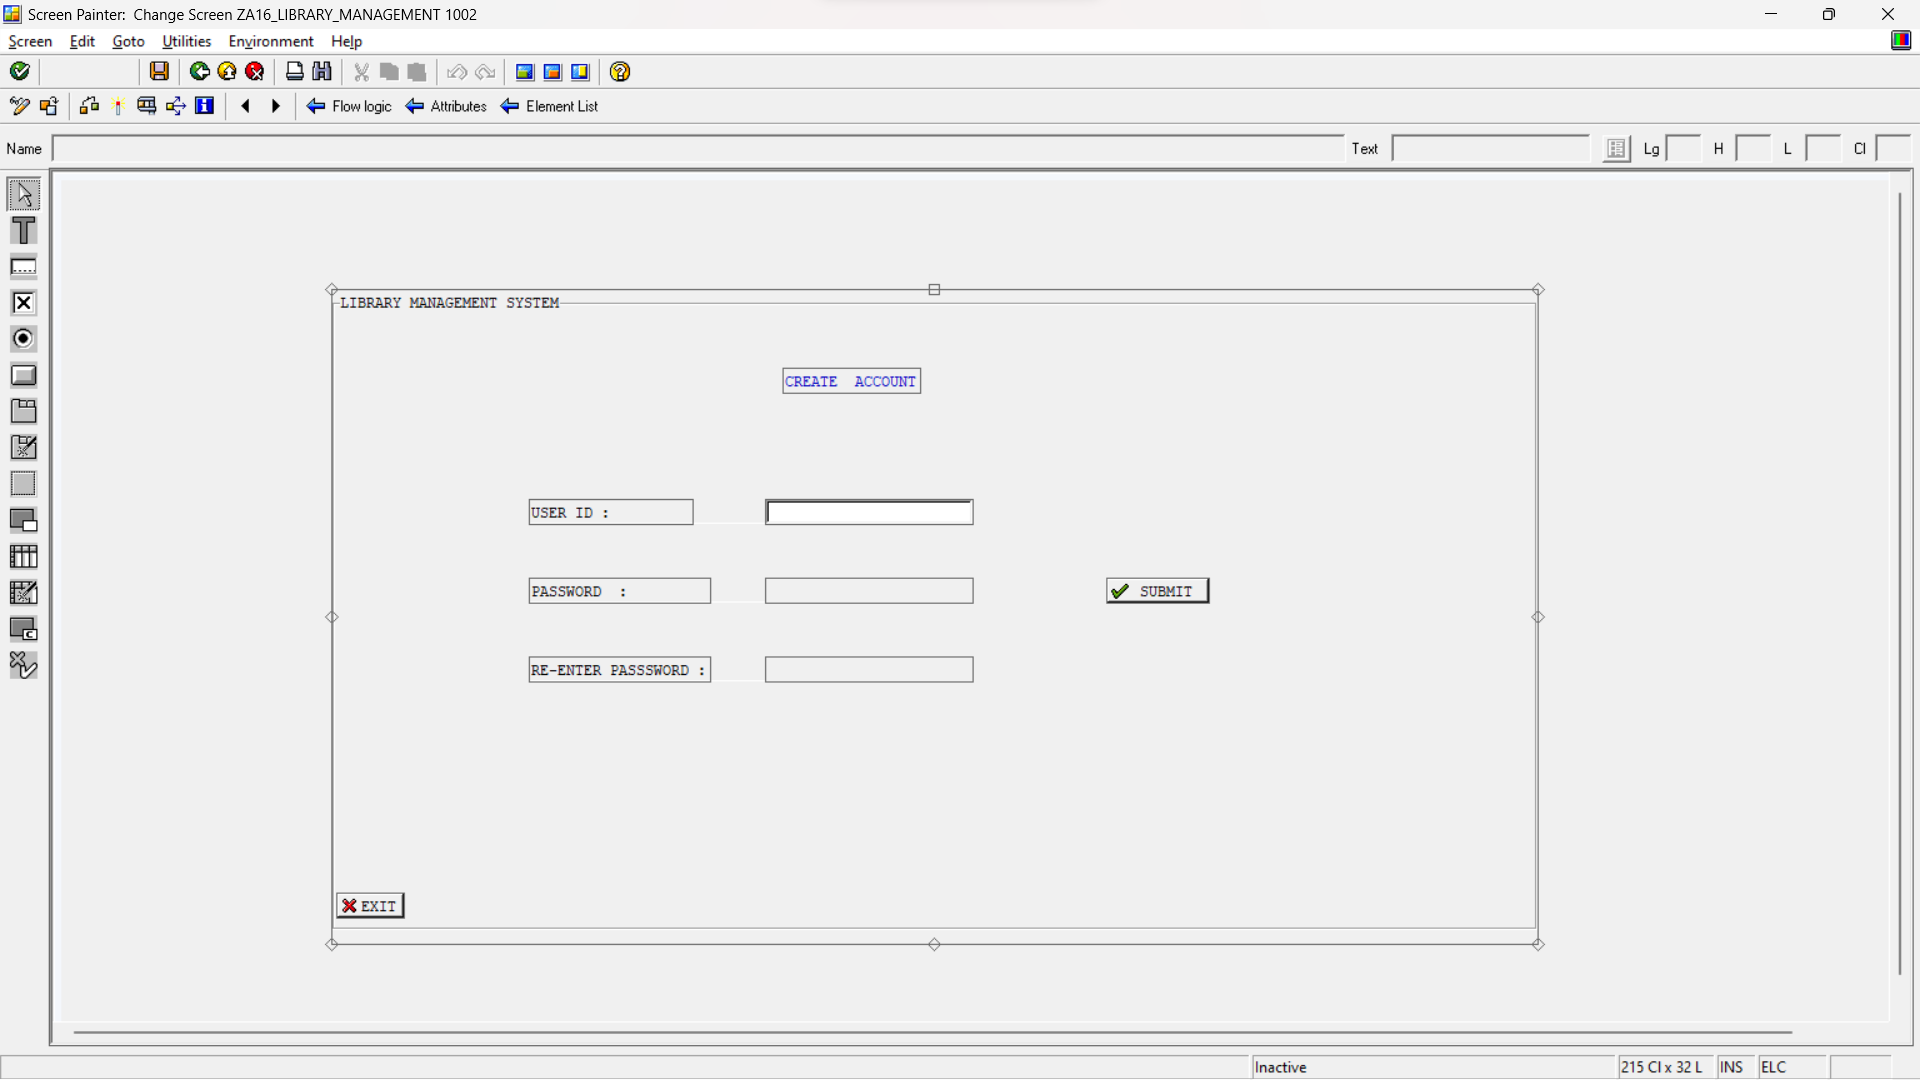 Screen Painter: Change Screen ZA16_LIBRARY_MANAGEMENT 1002
Screen Edit Goto Utilities Environment Help
Flow logic Attributes Element List
Name Text Lg H L Cl
LIBRARY MANAGEMENT SYSTEM
CREATE ACCOUNT
USER ID :
PASSWORD :
SUBMIT
RE-ENTER PASSSWORD :
EXIT
Inactive 215 Cl x 32 L INS ELC